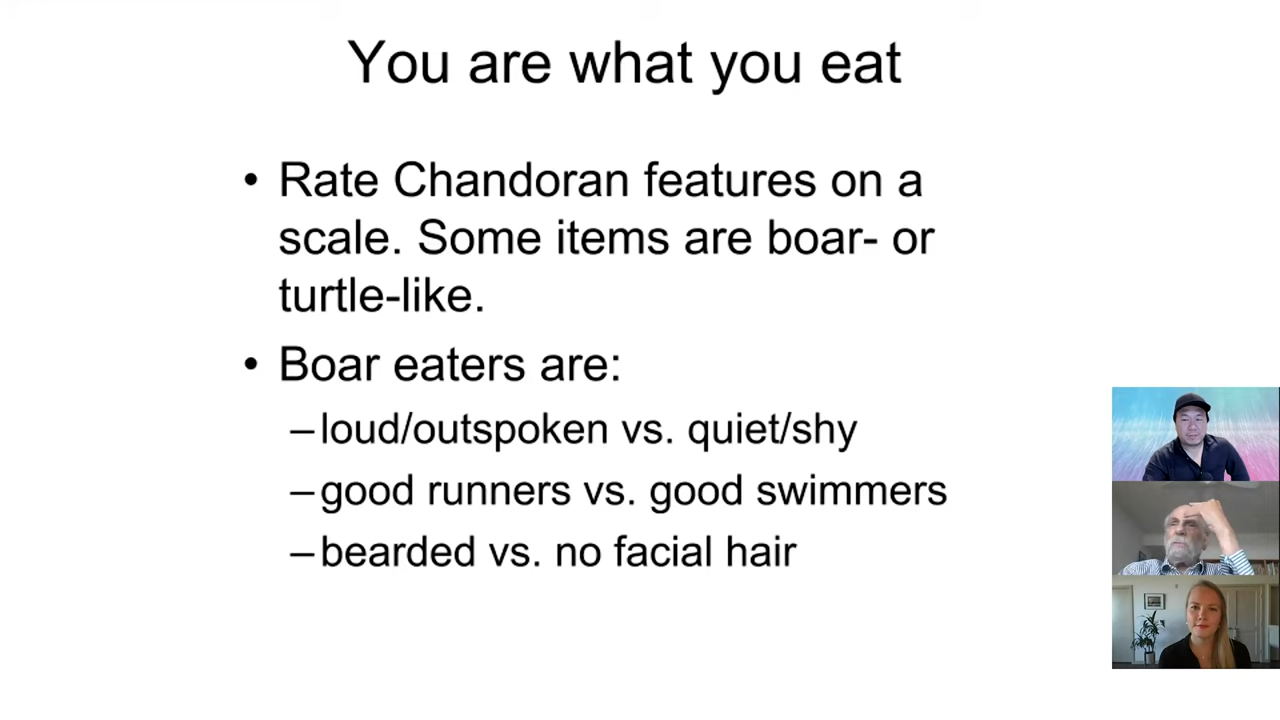 You are what you eat
• Rate Chandoran features on a
scale. Some items are boar- or
turtle-like.
• Boar eaters are:
–loud/outspoken vs. quiet/shy
–good runners vs. good swimmers
–bearded vs. no facial hair